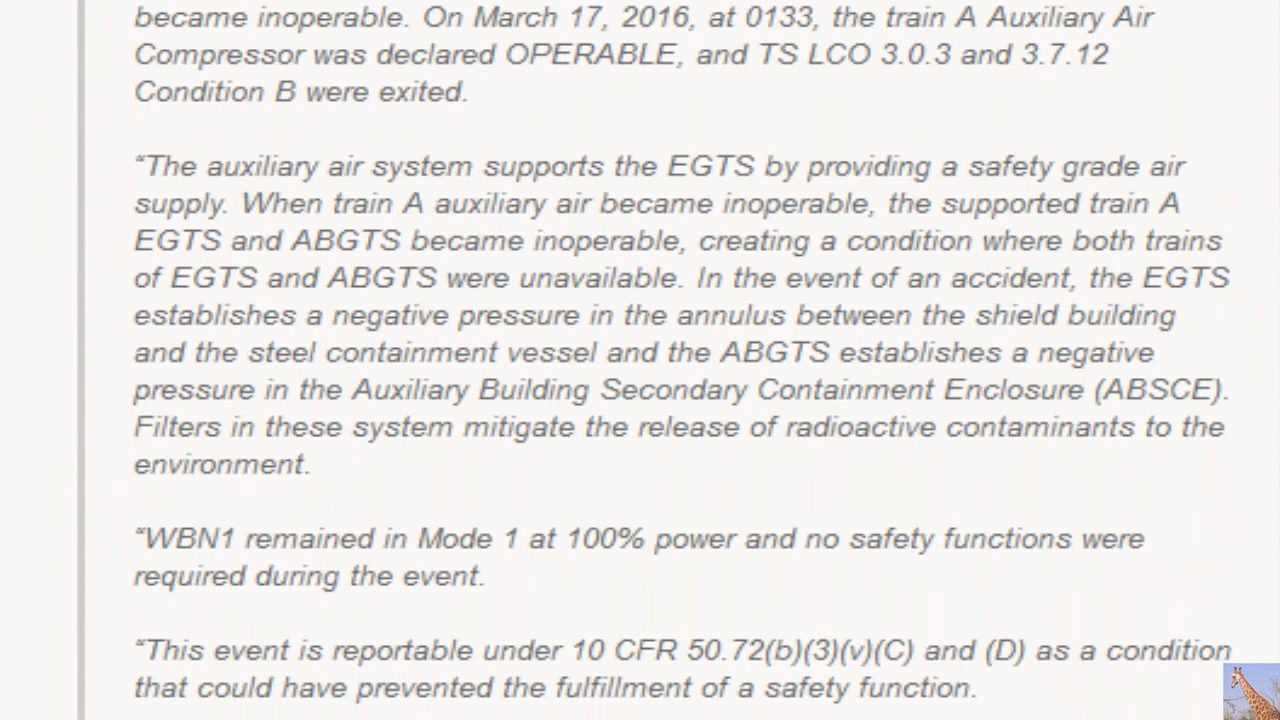 became inoperable. On March 17, 2016, at 0133, the train A Auxiliary Air
Compressor was declared OPERABLE, and TS LCO 3.0.3 and 3.7.12
Condition B were exited.
“The auxiliary air system supports the EGTS by providing a safety grade air
supply. When train A auxiliary air became inoperable, the supported train A
EGTS and ABGTS became inoperable, creating a condition where both trains
of EGTS and ABGTS were unavailable. In the event of an accident, the EGTS
establishes a negative pressure in the annulus between the shield building
and the steel containment vessel and the ABGTS establishes a negative
pressure in the Auxiliary Building Secondary Containment Enclosure (ABSCE).
Filters in these system mitigate the release of radioactive contaminants to the
environment.
“WBN1 remained in Mode 1 at 100% power and no safety functions were
required during the event.
“This event is reportable under 10 CFR 50.72(b)(3)(v)(C) and (D) as a condition
that could have prevented the fulfillment of a safety function.